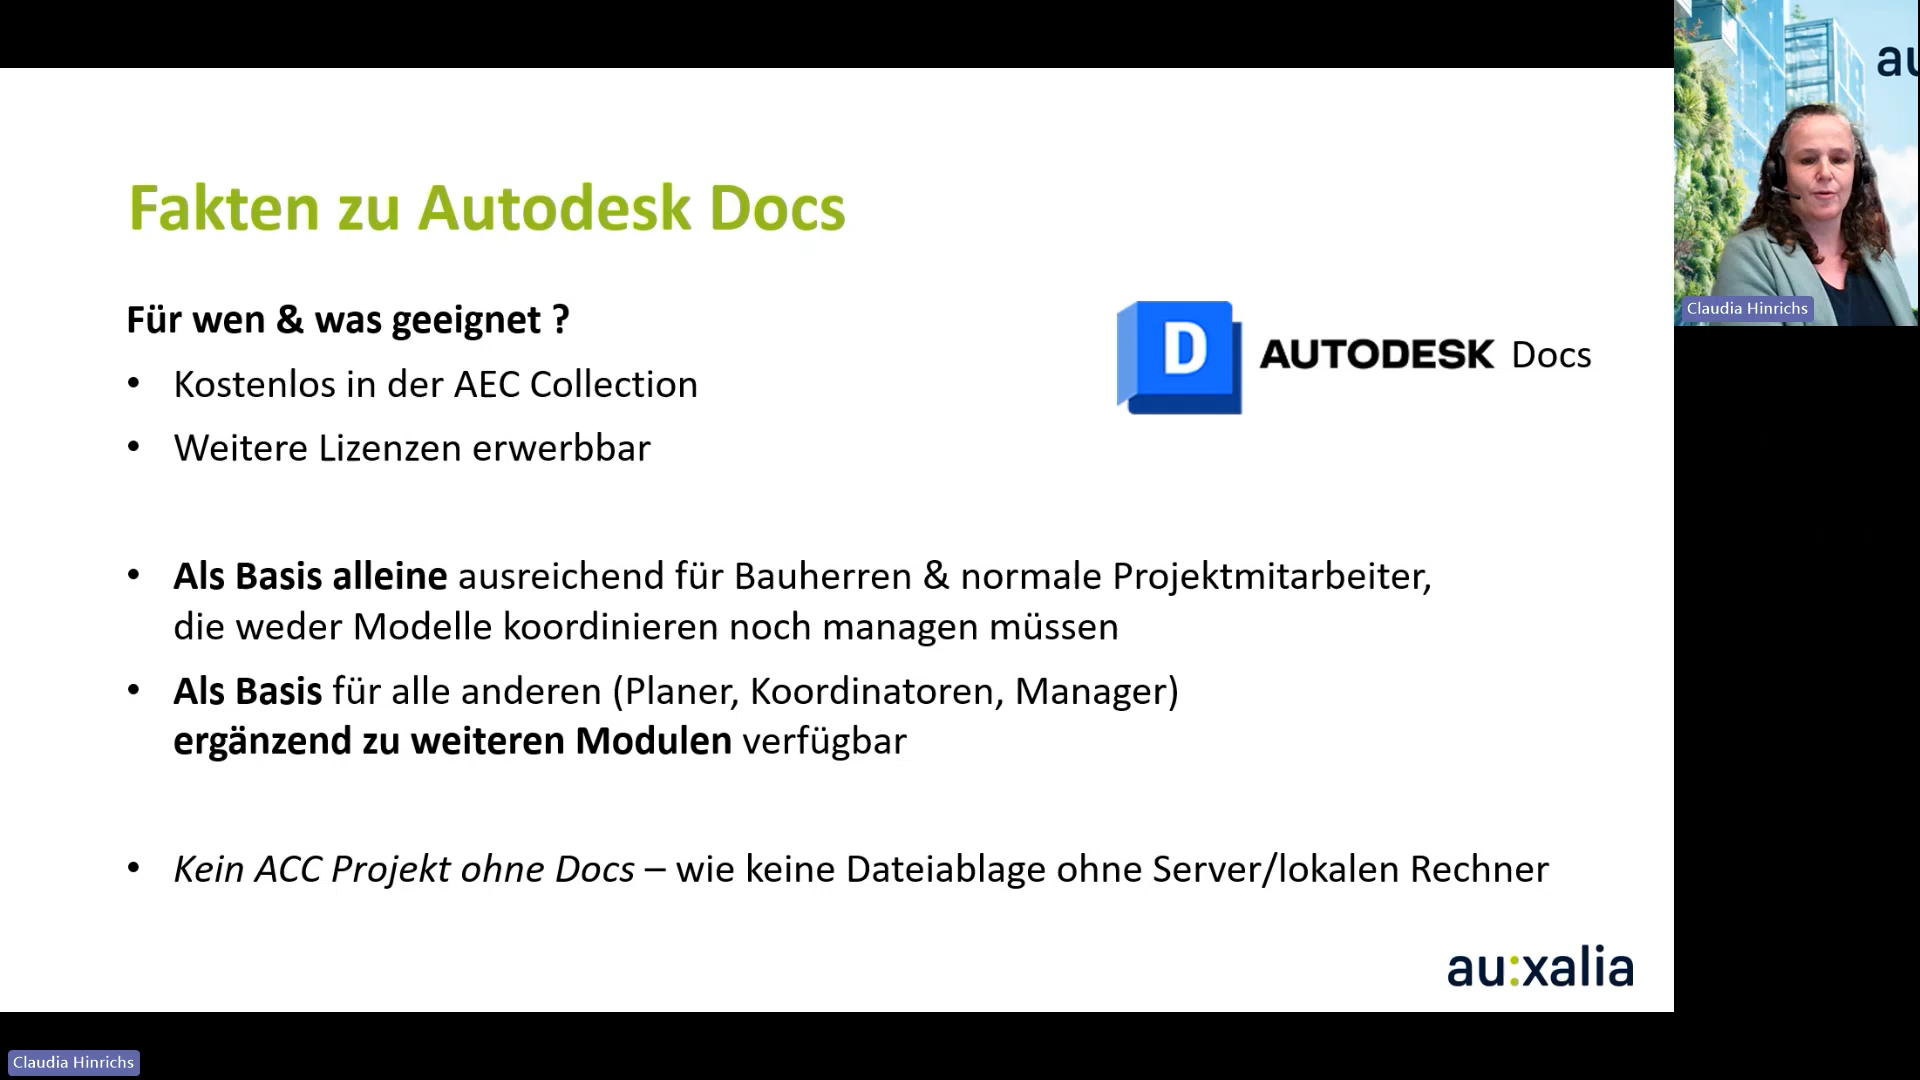 Fakten zu Autodesk Docs
Für wen & was geeignet ?
• Kostenlos in der AEC Collection
• Weitere Lizenzen erwerbbar
D AUTODESK Docs
• Als Basis alleine ausreichend für Bauherren & normale Projektmitarbeiter,
die weder Modelle koordinieren noch managen müssen
• Als Basis für alle anderen (Planer, Koordinatoren, Manager)
ergänzend zu weiteren Modulen verfügbar
• Kein ACC Projekt ohne Docs – wie keine Dateiablage ohne Server/lokalen Rechner
au:xalia
au
Claudia Hinrichs
Claudia Hinrichs